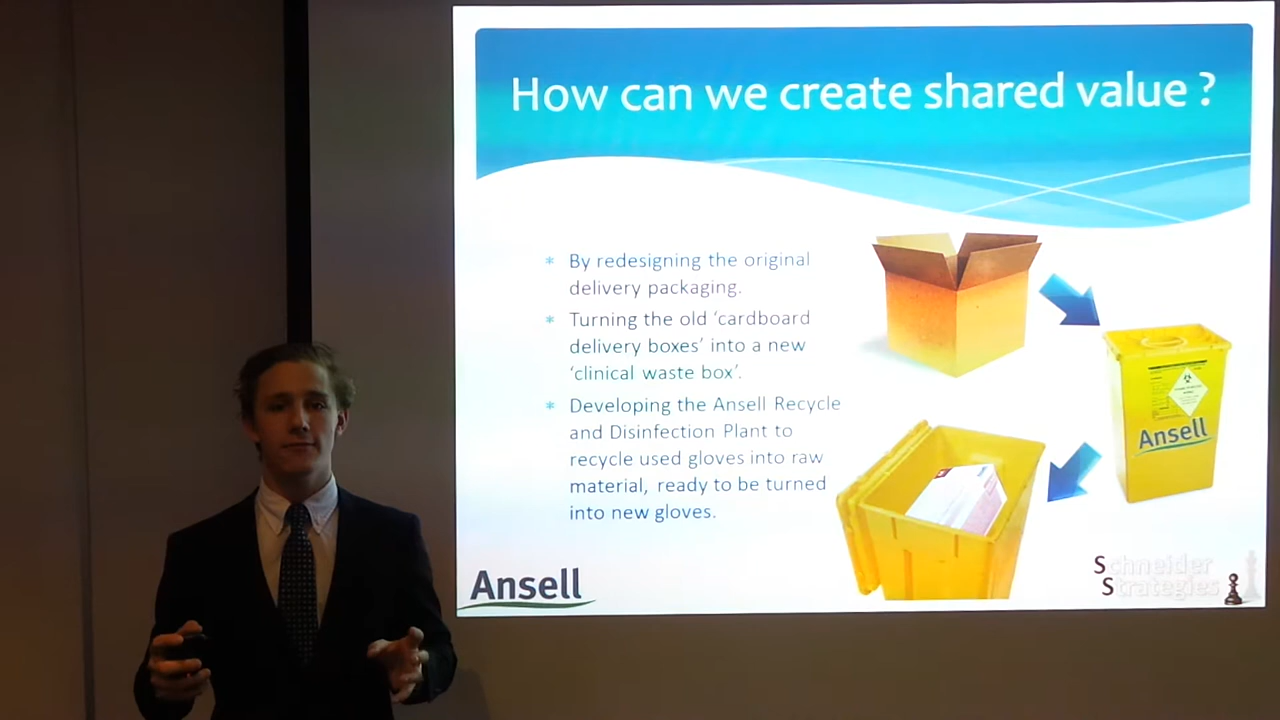 How can we create shared value ?
* By redesigning the original
delivery packaging.
* Turning the old ‘cardboard
delivery boxes’ into a new
‘clinical waste box’.
* Developing the Ansell Recycle
and Disinfection Plant to
recycle used gloves into raw
material, ready to be turned
into new gloves.
Ansell
Ansell
Schneider
Strategies